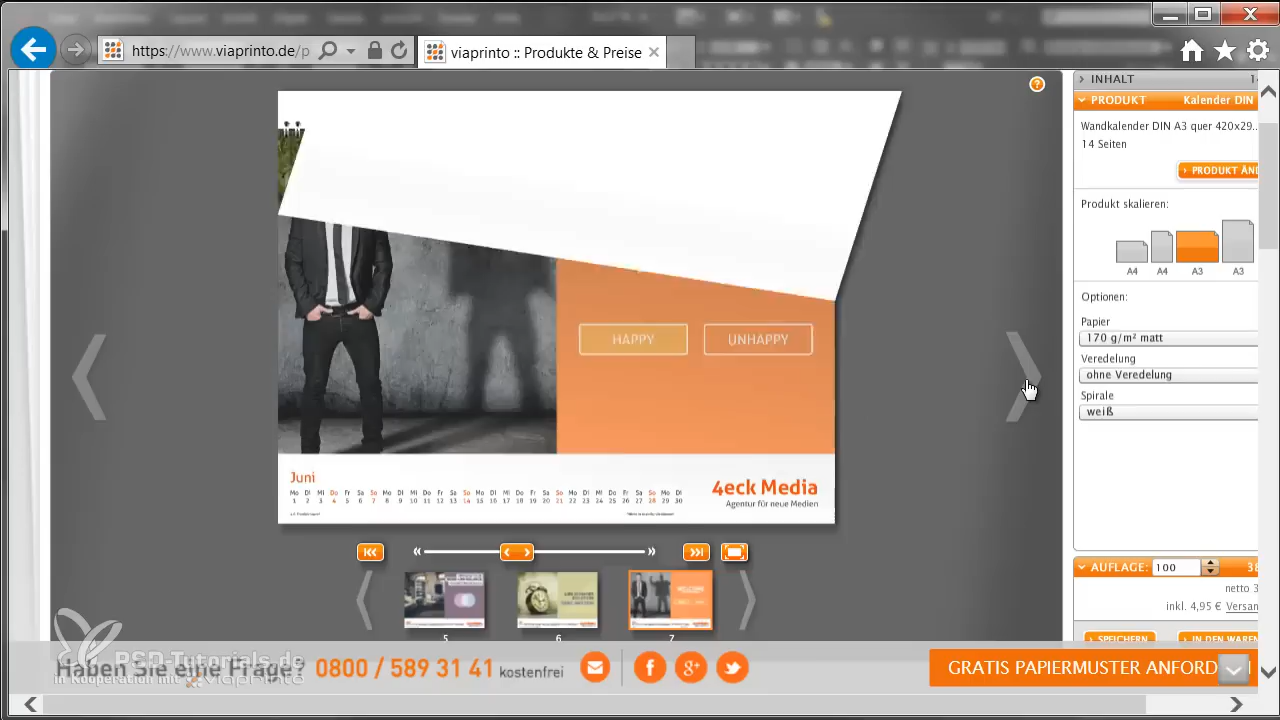 https://www.viaprinto.de/p
viaprinto :: Produkte & Preise
INHALT
PRODUKT Kalender DIN
Wandkalender DIN A3 quer 420x29...
14 Seiten
PRODUKT ÄND
Produkt skalieren:
A4 A4 A3 A3
Optionen:
Papier
170 g/m² matt
Veredelung
ohne Veredelung
Spirale
weiß
HAPPY UNHAPPY
Juni
Mo Di Mi Do Fr Sa So Mo Di Mi Do Fr Sa So Mo Di Mi Do Fr Sa So Mo Di Mi Do Fr Sa So Mo Di
1 2 3 4 5 6 7 8 9 10 11 12 13 14 15 16 17 18 19 20 21 22 23 24 25 26 27 28 29 30
4eck Media
Agentur für neue Medien
5 6 7
AUFLAGE: 100
netto 3
inkl. 4,95 € Versan
SPEICHERN IN DEN WAREN
PSD-Tutorials.de
in Kooperation mit viaprinto
Haben Sie eine Frage? 0800 / 589 31 41 kostenfrei
GRATIS PAPIERMUSTER ANFORD